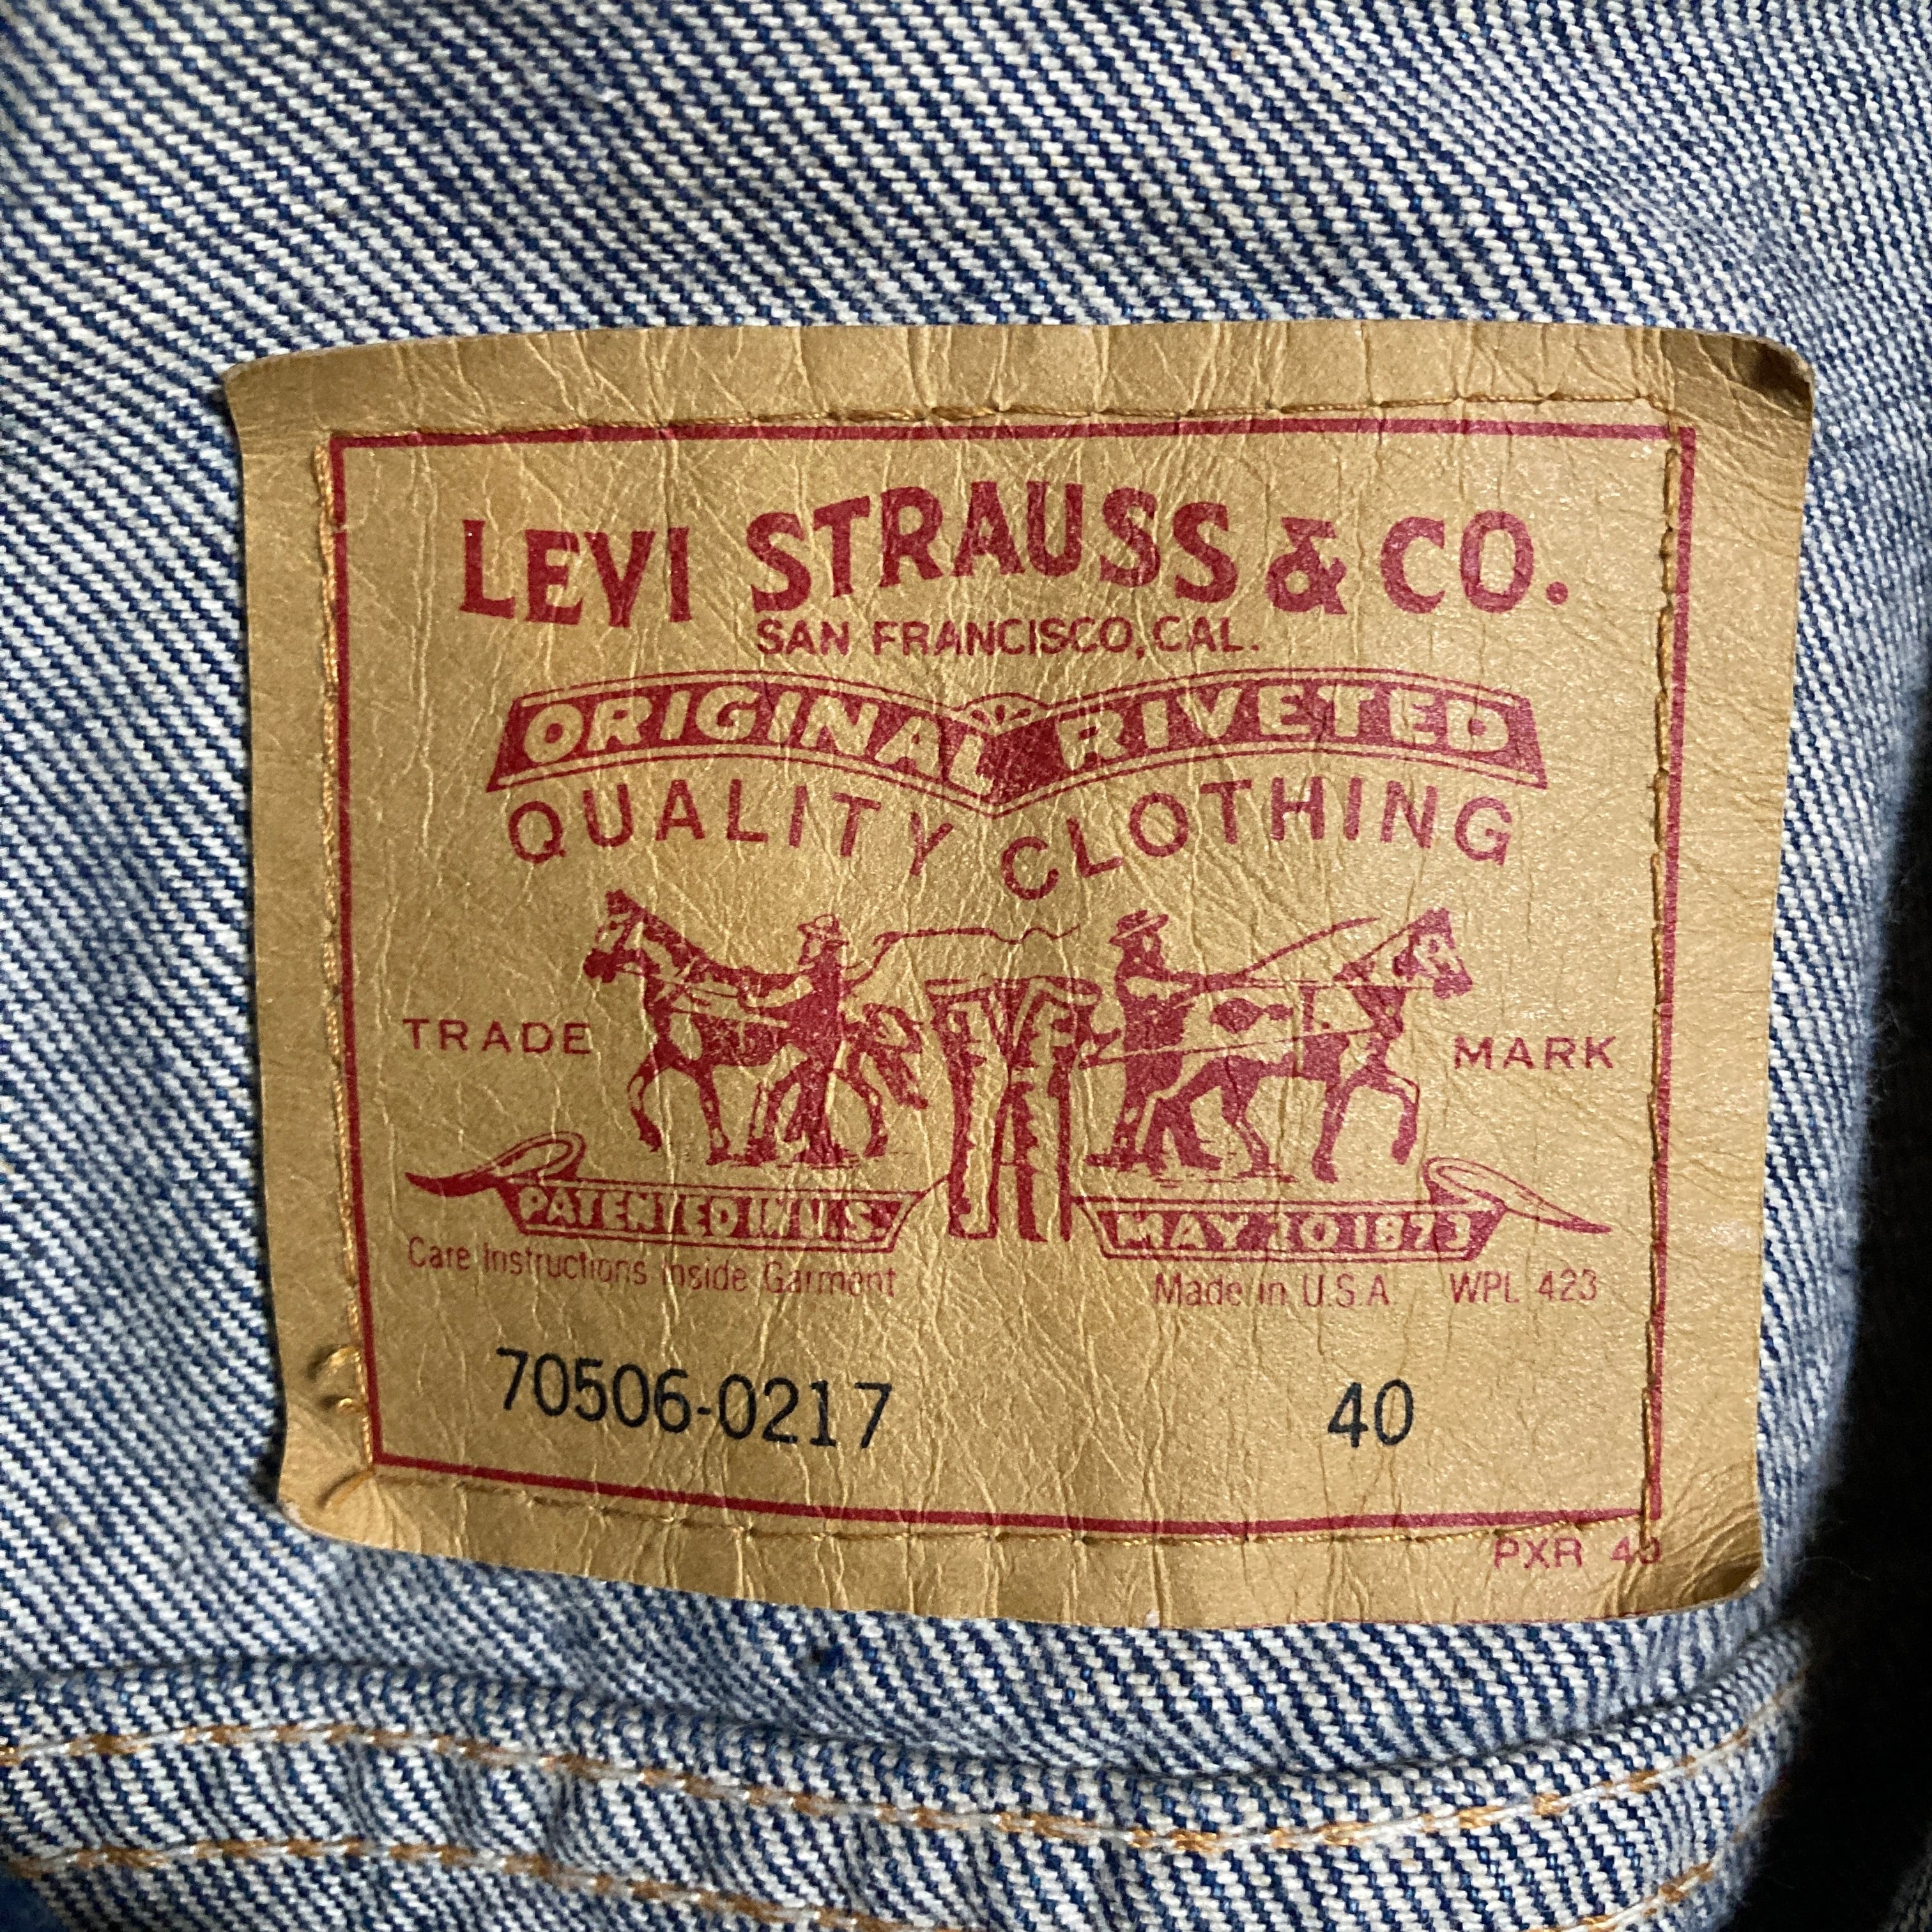 LEVI STRAUSS & CO.
SAN FRANCISCO, CAL.
ORIGINAL RIVETED
QUALITY CLOTHING
TRADE MARK
PATENTED IN U.S. MAY 20 1873
Care Instructions Inside Garment Made in U.S.A WPL 423
70506-0217 40
PXR 40